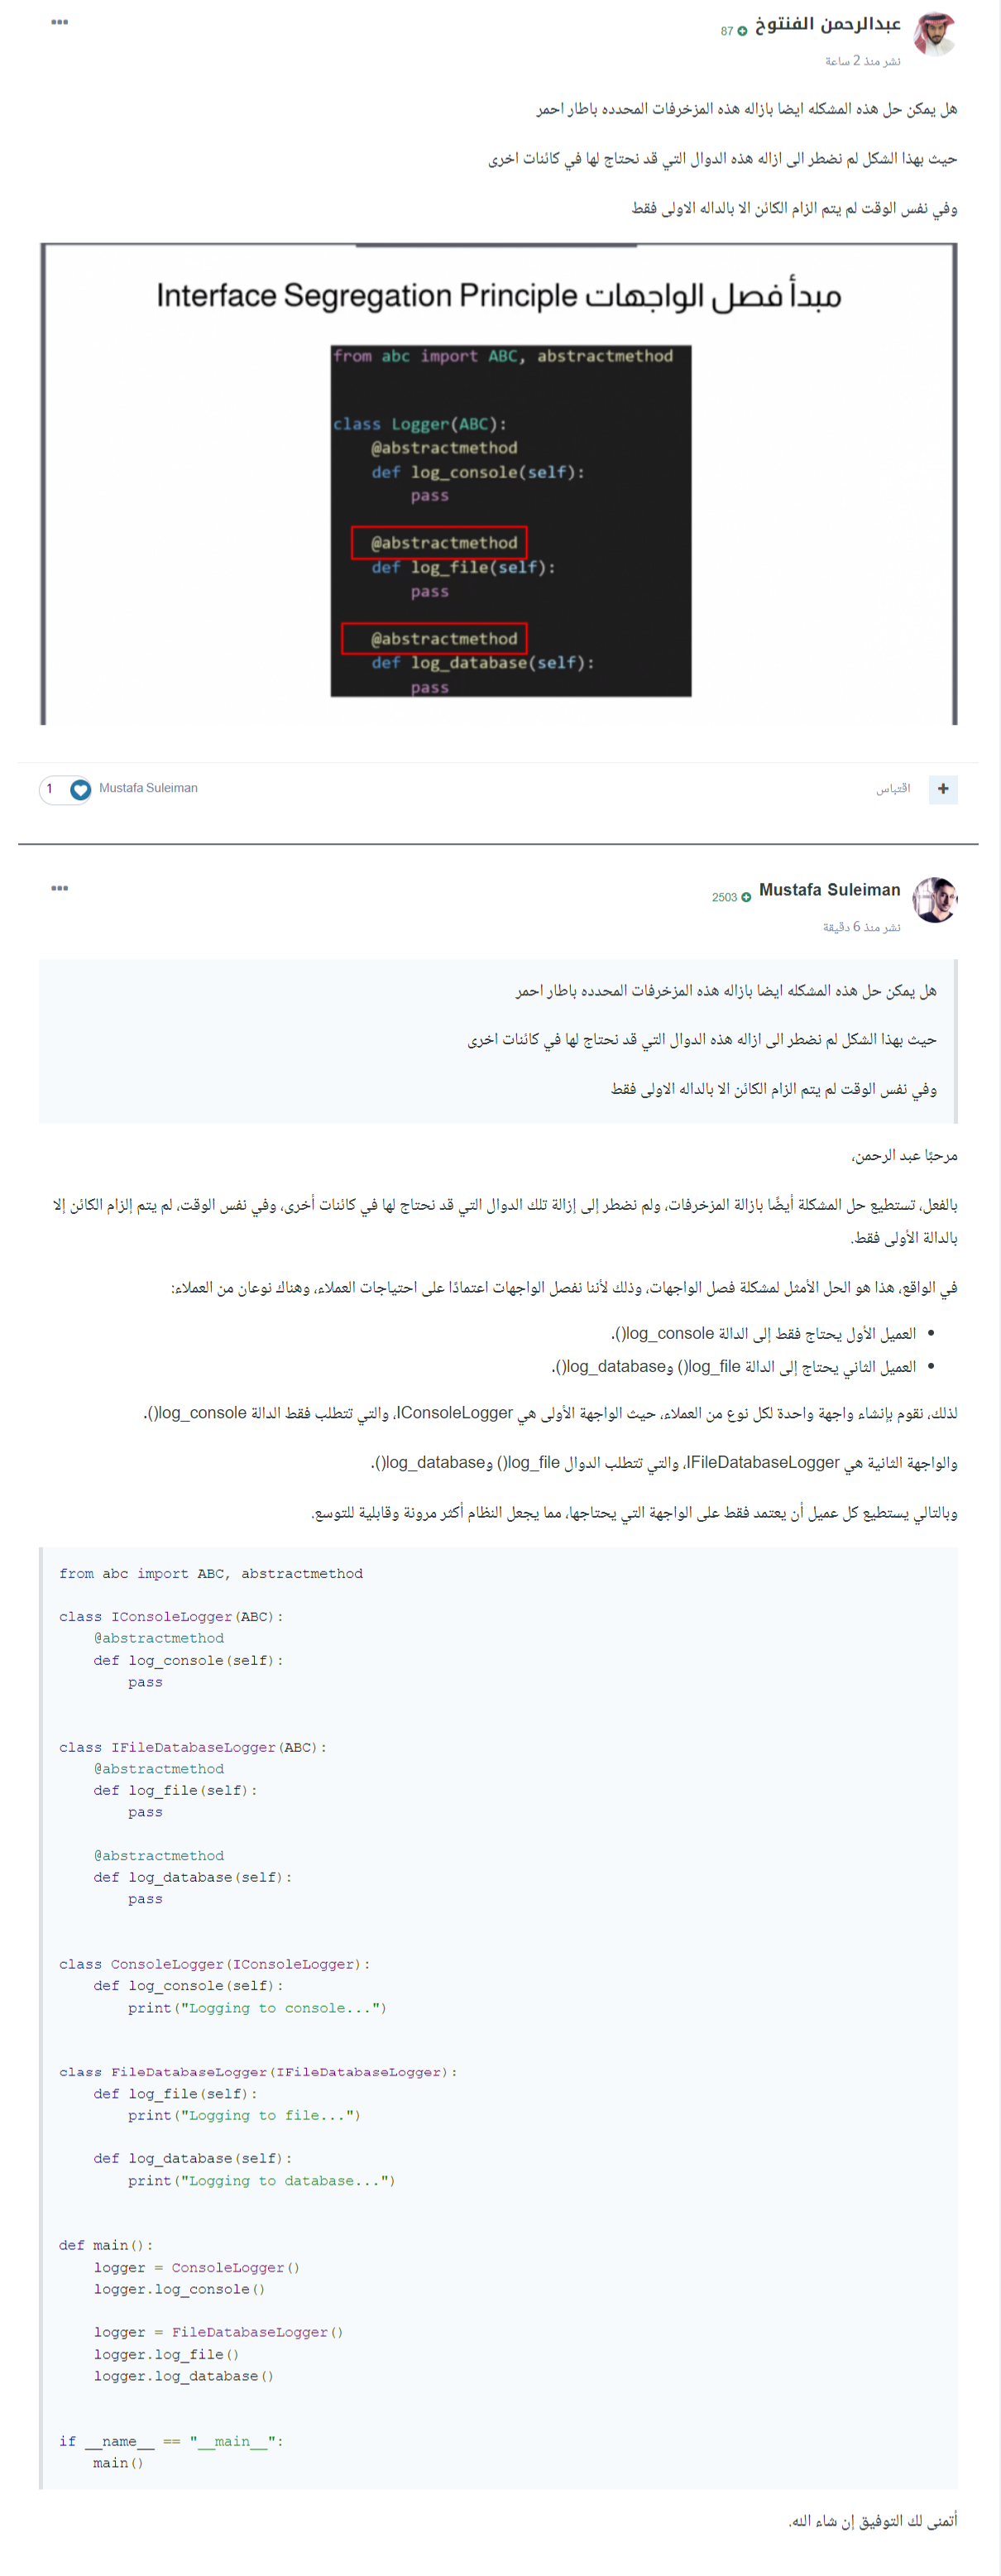 عبدالرحمن الفنتوخ
87
نشر منذ 2 ساعة
هل يمكن حل هذه المشكله ايضا بازاله هذه المزخرفات المحدده باطار احمر
حيث بهذا الشكل لم نضطر الى ازاله هذه الدوال التي قد نحتاج لها في كائنات اخرى
وفي نفس الوقت لم يتم الزام الكائن الا بالداله الاولى فقط
مبدأ فصل الواجهات Interface Segregation Principle
from abc import ABC, abstractmethod
class Logger(ABC):
@abstractmethod
def log_console(self):
pass
@abstractmethod
def log_file(self):
pass
@abstractmethod
def log_database(self):
pass
اقتباس
Mustafa Suleiman
1
Mustafa Suleiman
2503
نشر منذ 6 دقيقة
هل يمكن حل هذه المشكله ايضا بازاله هذه المزخرفات المحدده باطار احمر
حيث بهذا الشكل لم نضطر الى ازاله هذه الدوال التي قد نحتاج لها في كائنات اخرى
وفي نفس الوقت لم يتم الزام الكائن الا بالداله الاولى فقط
مرحبًا عبد الرحمن،
بالفعل، تستطيع حل المشكلة أيضًا بازالة المزخرفات، ولم نضطر إلى إزالة تلك الدوال التي قد نحتاج لها في كائنات أخرى، وفي نفس الوقت، لم يتم إلزام الكائن إلا
بالدالة الأولى فقط.
في الواقع، هذا هو الحل الأمثل لمشكلة فصل الواجهات، وذلك لأننا نفصل الواجهات اعتمادًا على احتياجات العملاء، وهناك نوعان من العملاء:
• العميل الأول يحتاج فقط إلى الدالة log_console().
• العميل الثاني يحتاج إلى الدالة log_file() وlog_database().
لذلك، نقوم بإنشاء واجهة واحدة لكل نوع من العملاء، حيث الواجهة الأولى هي IConsoleLogger، والتي تتطلب فقط الدالة log_console().
والواجهة الثانية هي IFileDatabaseLogger، والتي تتطلب الدوال log_file() وlog_database().
وبالتالي يستطيع كل عميل أن يعتمد فقط على الواجهة التي يحتاجها، مما يجعل النظام أكثر مرونة وقابلية للتوسع.
from abc import ABC, abstractmethod
class IConsoleLogger(ABC):
@abstractmethod
def log_console(self):
pass
class IFileDatabaseLogger(ABC):
@abstractmethod
def log_file(self):
pass
@abstractmethod
def log_database(self):
pass
class ConsoleLogger(IConsoleLogger):
def log_console(self):
print("Logging to console...")
class FileDatabaseLogger(IFileDatabaseLogger):
def log_file(self):
print("Logging to file...")
def log_database(self):
print("Logging to database...")
def main():
logger = ConsoleLogger()
logger.log_console()
logger = FileDatabaseLogger()
logger.log_file()
logger.log_database()
if __name__ == "__main__":
main()
أتمنى لك التوفيق إن شاء الله.